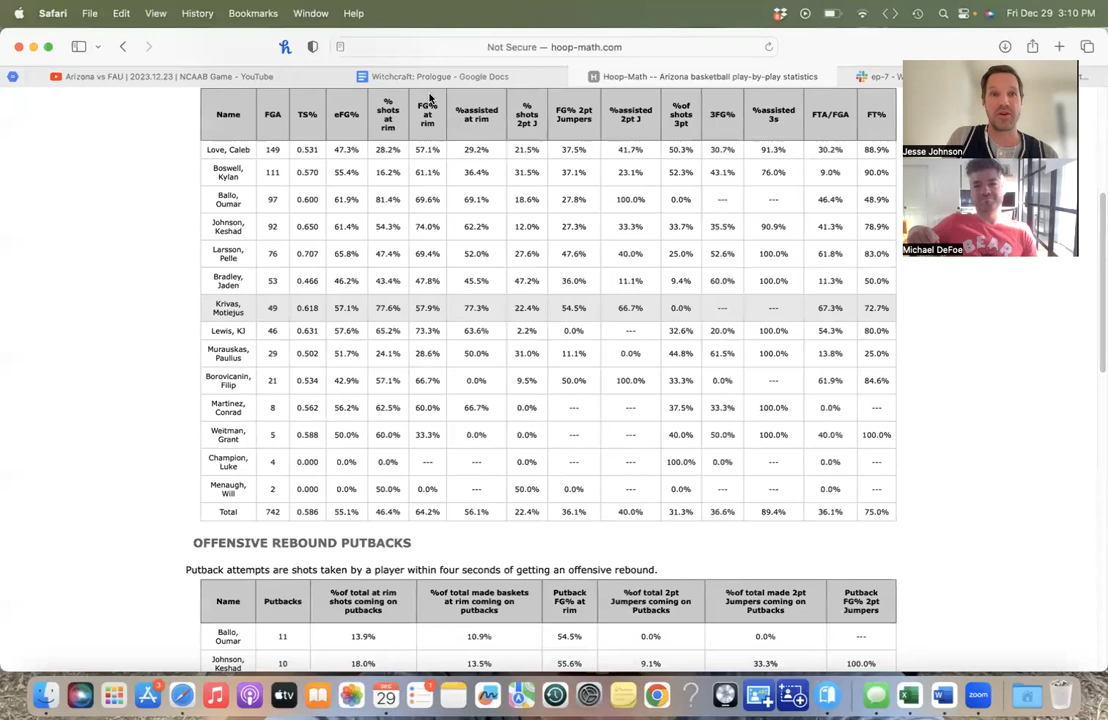 Safari File Edit View History Bookmarks Window Help Fri Dec 29 3:10 PM
Not Secure — hoop-math.com
Arizona vs FAU | 2023.12.23 | NCAAB Game - YouTube Witchcraft: Prologue - Google Docs H Hoop-Math -- Arizona basketball play-by-play statistics ep-7 - W
Name FGA TS% eFG% % shots at rim FG% at rim %assisted at rim % shots 2pt J FG% 2pt Jumpers %assisted 2pt J %of shots 3pt 3FG% %assisted 3s FTA/FGA FT%
Love, Caleb 149 0.531 47.3% 28.2% 57.1% 29.2% 21.5% 37.5% 41.7% 50.3% 30.7% 91.3% 30.2% 88.9%
Boswell, Kylan 111 0.570 55.4% 16.2% 61.1% 36.4% 31.5% 37.1% 23.1% 52.3% 43.1% 76.0% 9.0% 90.0%
Ballo, Oumar 97 0.600 61.9% 81.4% 69.6% 69.1% 18.6% 27.8% 100.0% 0.0% --- --- 46.4% 48.9%
Johnson, Keshad 92 0.650 61.4% 54.3% 74.0% 62.2% 12.0% 27.3% 33.3% 33.7% 35.5% 90.9% 41.3% 78.9%
Larsson, Pelle 76 0.707 65.8% 47.4% 69.4% 52.0% 27.6% 47.6% 40.0% 25.0% 52.6% 100.0% 61.8% 83.0%
Bradley, Jaden 53 0.466 46.2% 43.4% 47.8% 45.5% 47.2% 36.0% 11.1% 9.4% 60.0% 100.0% 11.3% 50.0%
Krivas, Motiejus 49 0.618 57.1% 77.6% 57.9% 77.3% 22.4% 54.5% 66.7% 0.0% --- --- 67.3% 72.7%
Lewis, KJ 46 0.631 57.6% 65.2% 73.3% 63.6% 2.2% 0.0% --- 32.6% 20.0% 100.0% 54.3% 80.0%
Murauskas, Paulius 29 0.502 51.7% 24.1% 28.6% 50.0% 31.0% 11.1% 0.0% 44.8% 61.5% 100.0% 13.8% 25.0%
Borovicanin, Filip 21 0.534 42.9% 57.1% 66.7% 0.0% 9.5% 50.0% 100.0% 33.3% 0.0% --- 61.9% 84.6%
Martinez, Conrad 8 0.562 56.2% 62.5% 60.0% 66.7% 0.0% --- --- 37.5% 33.3% 100.0% 0.0% ---
Weitman, Grant 5 0.588 50.0% 60.0% 33.3% 0.0% 0.0% --- --- 40.0% 50.0% 100.0% 40.0% 100.0%
Champion, Luke 4 0.000 0.0% 0.0% --- --- 0.0% --- --- 100.0% 0.0% --- 0.0% ---
Menaugh, Will 2 0.000 0.0% 50.0% 0.0% --- 50.0% 0.0% --- 0.0% --- --- 0.0% ---
Total 742 0.586 55.1% 46.4% 64.2% 56.1% 22.4% 36.1% 40.0% 31.3% 36.6% 89.4% 36.1% 75.0%
OFFENSIVE REBOUND PUTBACKS
Putback attempts are shots taken by a player within four seconds of getting an offensive rebound.
Name Putbacks %of total at rim shots coming on putbacks %of total made baskets at rim coming on putbacks Putback FG% at rim %of total 2pt Jumpers coming on Putbacks %of total made 2pt Jumpers coming on Putbacks Putback FG% 2pt Jumpers
Ballo, Oumar 11 13.9% 10.9% 54.5% 0.0% 0.0% ---
Johnson, Keshad 10 18.0% 13.5% 55.6% 9.1% 33.3% 100.0%
Jesse Johnson
Michael DeFoe
BEAR
DEC
29
3
1
tv
zoom